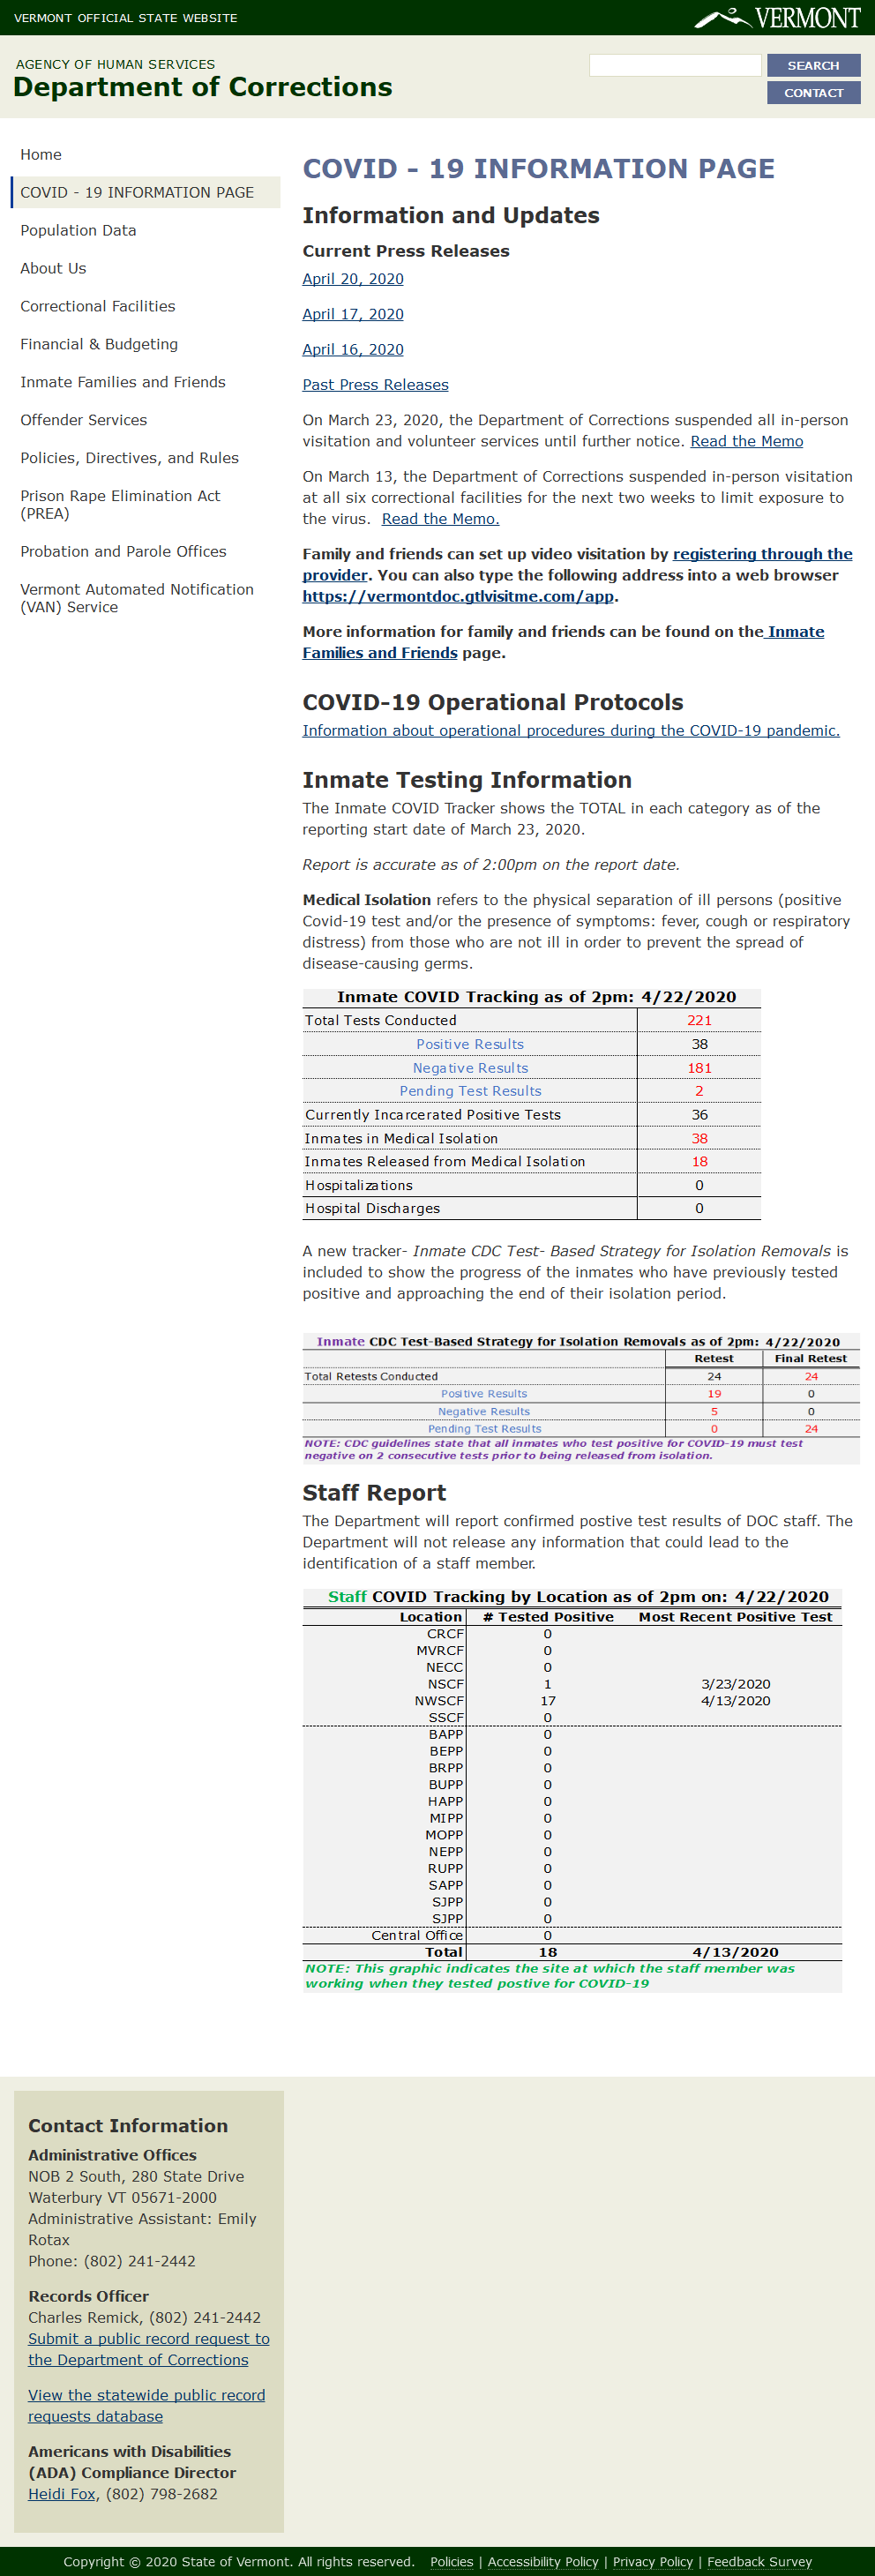 VERMONT OFFICIAL STATE WEBSITE
VERMONT
AGENCY OF HUMAN SERVICES
Department of Corrections
SEARCH
CONTACT
Home
COVID - 19 INFORMATION PAGE
Population Data
About Us
Correctional Facilities
Financial & Budgeting
Inmate Families and Friends
Offender Services
Policies, Directives, and Rules
Prison Rape Elimination Act
(PREA)
Probation and Parole Offices
Vermont Automated Notification
(VAN) Service
COVID - 19 INFORMATION PAGE
Information and Updates
Current Press Releases
April 20, 2020
April 17, 2020
April 16, 2020
Past Press Releases
On March 23, 2020, the Department of Corrections suspended all in-person
visitation and volunteer services until further notice. Read the Memo
On March 13, the Department of Corrections suspended in-person visitation
at all six correctional facilities for the next two weeks to limit exposure to
the virus.  Read the Memo.
Family and friends can set up video visitation by registering through the
provider. You can also type the following address into a web browser
https://vermontdoc.gtlvisitme.com/app.
More information for family and friends can be found on the Inmate
Families and Friends page.
COVID-19 Operational Protocols
Information about operational procedures during the COVID-19 pandemic.
Inmate Testing Information
The Inmate COVID Tracker shows the TOTAL in each category as of the
reporting start date of March 23, 2020.
Report is accurate as of 2:00pm on the report date.
Medical Isolation refers to the physical separation of ill persons (positive
Covid-19 test and/or the presence of symptoms: fever, cough or respiratory
distress) from those who are not ill in order to prevent the spread of
disease-causing germs.
Inmate COVID Tracking as of 2pm: 4/22/2020
Total Tests Conducted 221
Positive Results 38
Negative Results 181
Pending Test Results 2
Currently Incarcerated Positive Tests 36
Inmates in Medical Isolation 38
Inmates Released from Medical Isolation 18
Hospitalizations 0
Hospital Discharges 0
A new tracker- Inmate CDC Test- Based Strategy for Isolation Removals is
included to show the progress of the inmates who have previously tested
positive and approaching the end of their isolation period.
Inmate CDC Test-Based Strategy for Isolation Removals as of 2pm: 4/22/2020
Retest Final Retest
Total Retests Conducted 24 24
Positive Results 19 0
Negative Results 5 0
Pending Test Results 0 24
NOTE: CDC guidelines state that all inmates who test positive for COVID-19 must test
negative on 2 consecutive tests prior to being released from isolation.
Staff Report
The Department will report confirmed postive test results of DOC staff. The
Department will not release any information that could lead to the
identification of a staff member.
Staff COVID Tracking by Location as of 2pm on: 4/22/2020
Location # Tested Positive Most Recent Positive Test
CRCF 0
MVRCF 0
NECC 0
NSCF 1 3/23/2020
NWSCF 17 4/13/2020
SSCF 0
BAPP 0
BEPP 0
BRPP 0
BUPP 0
HAPP 0
MIPP 0
MOPP 0
NEPP 0
RUPP 0
SAPP 0
SJPP 0
SJPP 0
Central Office 0
Total 18 4/13/2020
NOTE: This graphic indicates the site at which the staff member was
working when they tested postive for COVID-19
Contact Information
Administrative Offices
NOB 2 South, 280 State Drive
Waterbury VT 05671-2000
Administrative Assistant: Emily
Rotax
Phone: (802) 241-2442
Records Officer
Charles Remick, (802) 241-2442
Submit a public record request to
the Department of Corrections
View the statewide public record
requests database
Americans with Disabilities
(ADA) Compliance Director
Heidi Fox, (802) 798-2682
Copyright © 2020 State of Vermont. All rights reserved. Policies | Accessibility Policy | Privacy Policy | Feedback Survey